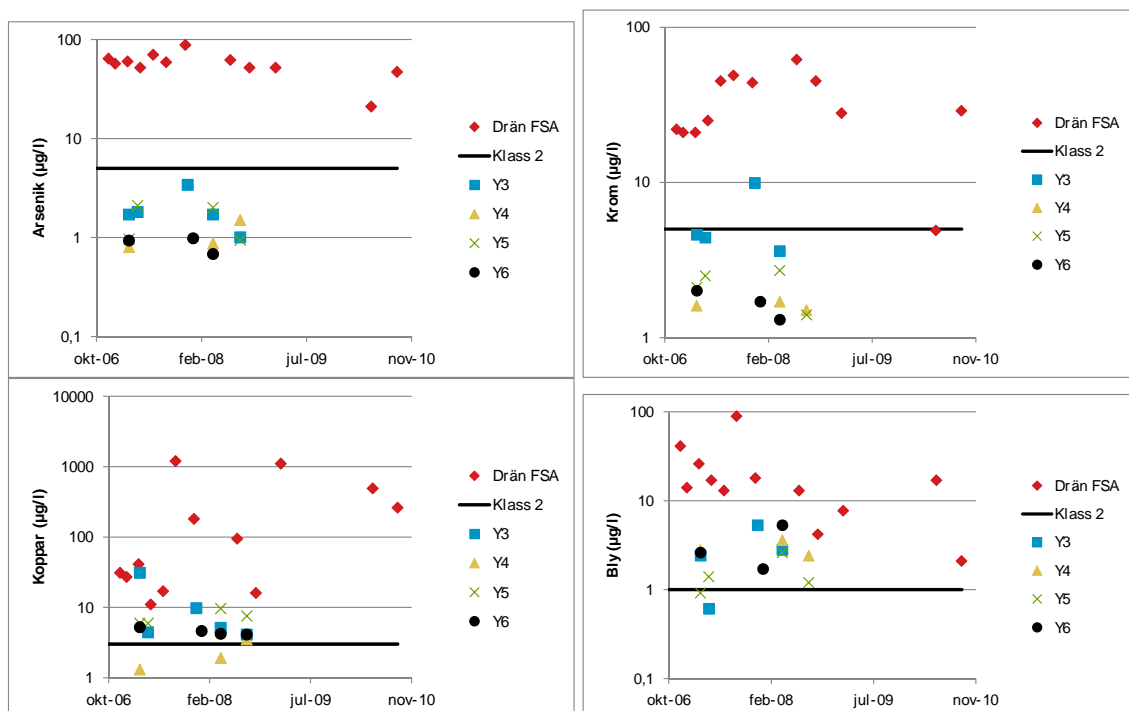 Arsenik (µg/l)
100
10
1
0,1
okt-06 feb-08 jul-09 nov-10
Drän FSA
Klass 2
Y3
Y4
Y5
Y6
Krom (µg/l)
100
10
1
okt-06 feb-08 jul-09 nov-10
Drän FSA
Klass 2
Y3
Y4
Y5
Y6
Koppar (µg/l)
10000
1000
100
10
1
okt-06 feb-08 jul-09 nov-10
Drän FSA
Klass 2
Y3
Y4
Y5
Y6
Bly (µg/l)
100
10
1
0,1
okt-06 feb-08 jul-09 nov-10
Drän FSA
Klass 2
Y3
Y4
Y5
Y6